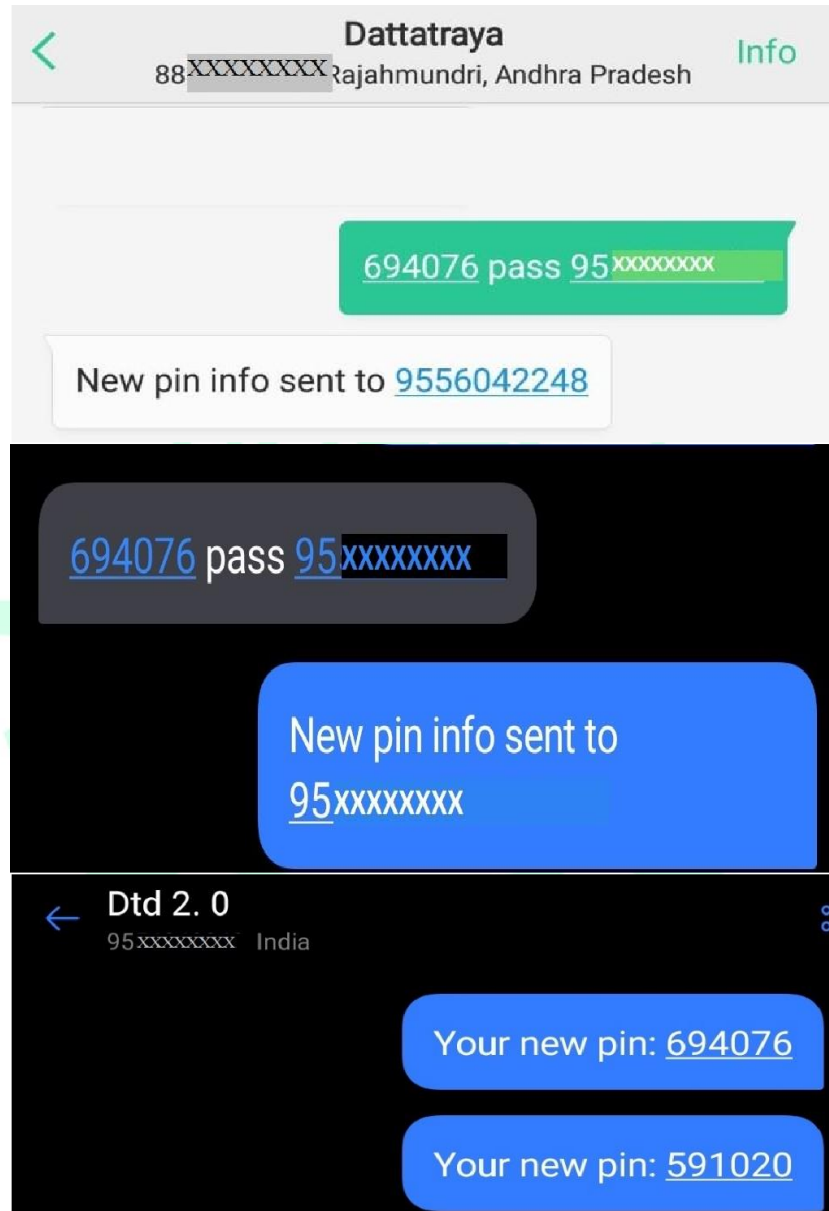 Dattatraya
88XXXXXXXX Rajahmundri, Andhra Pradesh
Info
694076 pass 95xxxxxxxx
New pin info sent to 9556042248
694076 pass 95xxxxxxxx
New pin info sent to
95xxxxxxxx
Dtd 2. 0
95xxxxxxxx India
Your new pin: 694076
Your new pin: 591020